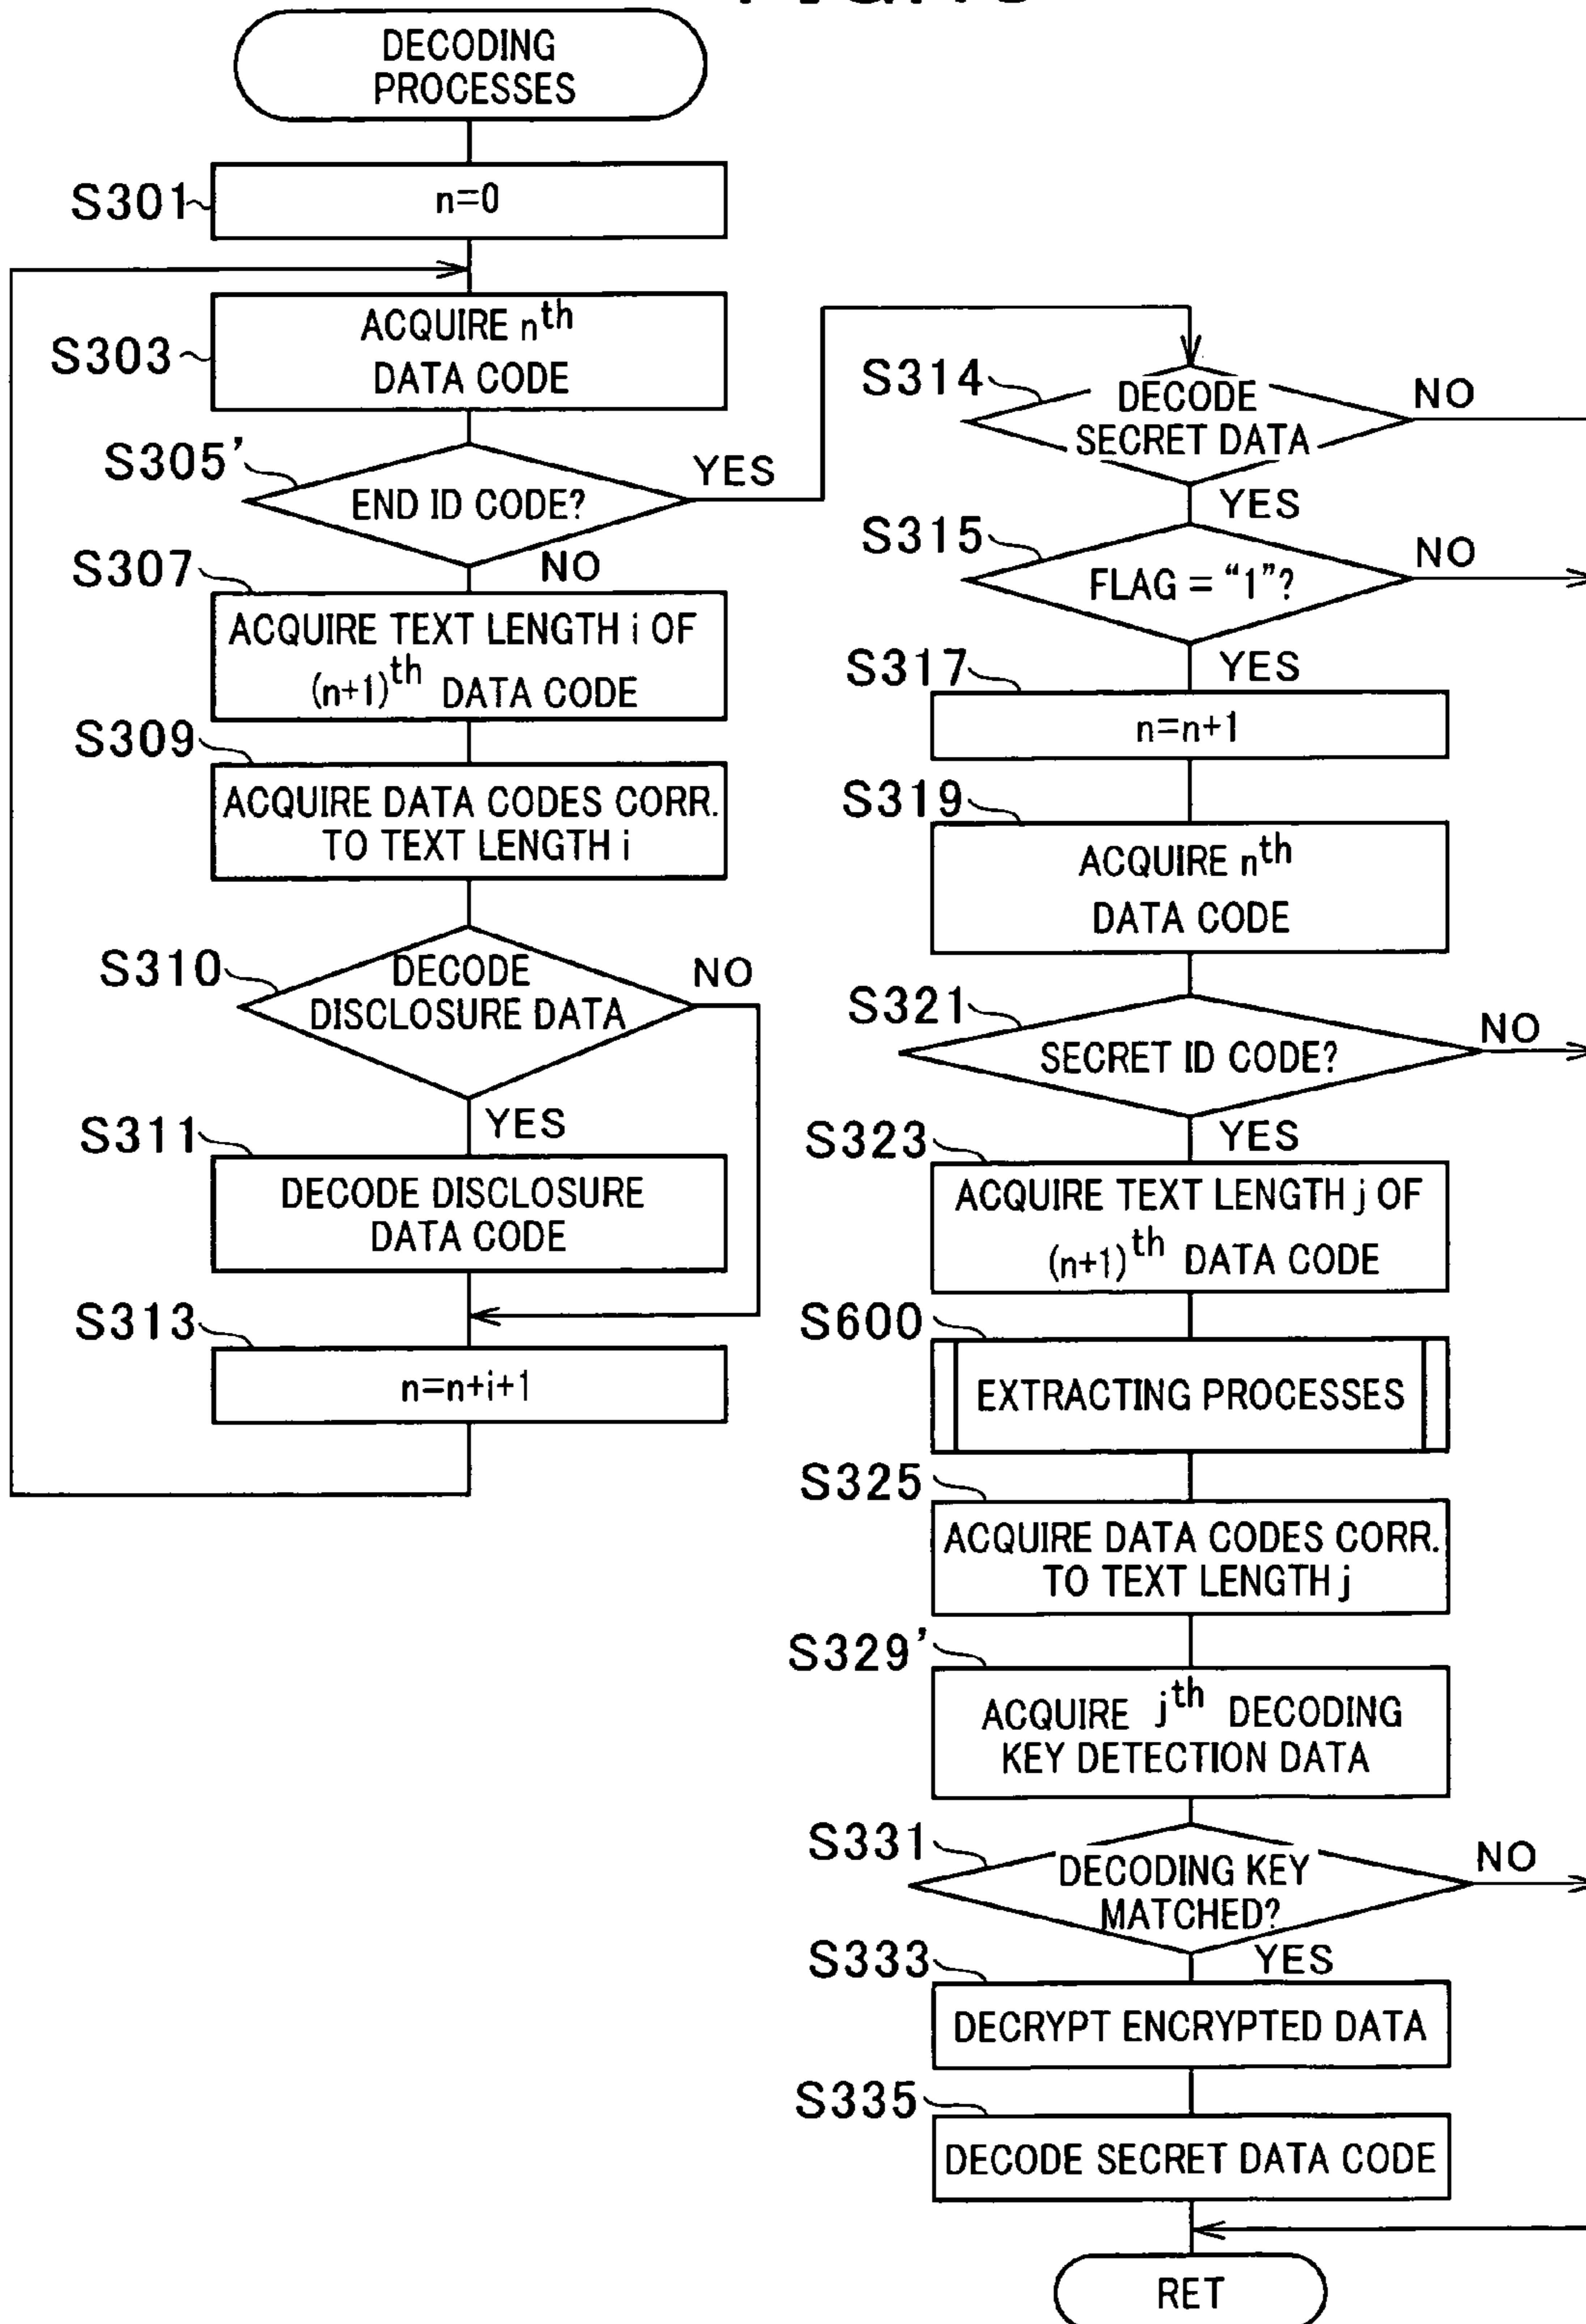 DECODING
PROCESSES
S301
n=0
S303
ACQUIRE nth
DATA CODE
S305'
END ID CODE?
YES
NO
S307
ACQUIRE TEXT LENGTH i OF
(n+1)th DATA CODE
S309
ACQUIRE DATA CODES CORR.
TO TEXT LENGTH i
S310
DECODE
DISCLOSURE DATA
NO
YES
S311
DECODE DISCLOSURE
DATA CODE
S313
n=n+i+1
S314
DECODE
SECRET DATA
NO
YES
S315
FLAG = “1”?
NO
YES
S317
n=n+1
S319
ACQUIRE nth
DATA CODE
S321
SECRET ID CODE?
NO
YES
S323
ACQUIRE TEXT LENGTH j OF
(n+1)th DATA CODE
S600
EXTRACTING PROCESSES
S325
ACQUIRE DATA CODES CORR.
TO TEXT LENGTH j
S329'
ACQUIRE jth DECODING
KEY DETECTION DATA
S331
DECODING KEY
MATCHED?
NO
YES
S333
DECRYPT ENCRYPTED DATA
S335
DECODE SECRET DATA CODE
RET